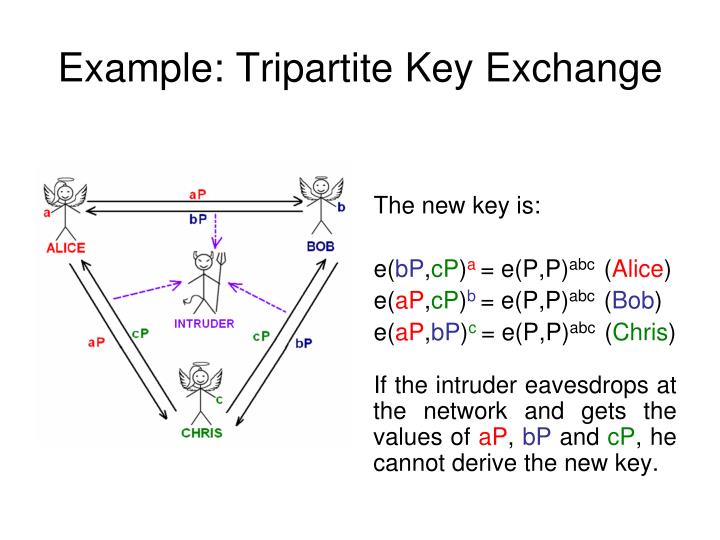 Example: Tripartite Key Exchange
aP
a
b
bP
ALICE
BOB
INTRUDER
aP
cP
cP
bP
c
CHRIS
The new key is:
e(bP,cP)ᵃ = e(P,P)ᵃᵇᶜ (Alice)
e(aP,cP)ᵇ = e(P,P)ᵃᵇᶜ (Bob)
e(aP,bP)ᶜ = e(P,P)ᵃᵇᶜ (Chris)
If the intruder eavesdrops at
the network and gets the
values of aP, bP and cP, he
cannot derive the new key.